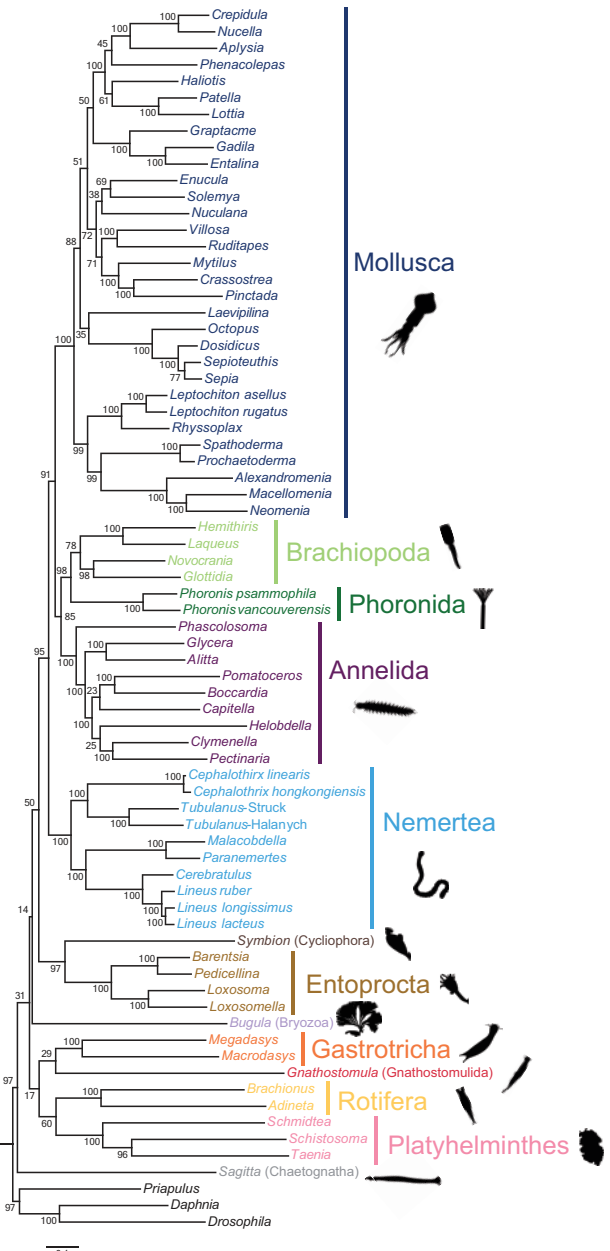 Crepidula
100
100
Nucella
45
Aplysia
100
Phenacolepas
Haliotis
50
61
Patella
100
Lottia
Graptacme
100
Gadila
51
100
Entalina
69
Enucula
38
Solemya
Nuculana
72
100
Villosa
88
Ruditapes
71
Mytilus
Mollusca
100
Crassostrea
100
Pinctada
Laevipilina
35
Octopus
100
100
Dosidicus
100
Sepioteuthis
77
Sepia
100
Leptochiton asellus
100
Leptochiton rugatus
Rhyssoplax
99
100
Spathoderma
Prochaetoderma
91
99
Alexandromenia
100
Macellomenia
100
Neomenia
100
Hemithiris
78
Laqueus
Brachiopoda
98
Novocrania
98
Glottidia
Phoronis psammophila
Phoronida
85
100
Phoronis vancouverensis
Phascolosoma
100
100
Glycera
95
Alitta
Annelida
100
23
100
Pomatoceros
Boccardia
Capitella
100
Helobdella
25
Clymenella
100
Pectinaria
100
Cephalothirx linearis
100
Cephalothirx hongkongiensis
50
Tubulanus-Struck
100
Tubulanus-Halanych
Nemertea
100
100
Malacobdella
Paranemertes
100
Cerebratulus
100
Lineus ruber
100
Lineus longissimus
14
100
Lineus lacteus
Symbion (Cycliophora)
97
100
Barentsia
Pedicellina
Entoprocta
100
Loxosoma
31
100
Loxosomella
Bugula (Bryozoa)
100
Megadasys
29
Macrodasys
Gastrotricha
Gnathostomula (Gnathostomulida)
97
17
100
Brachionus
Rotifera
Adineta
60
Schmidtea
100
Schistosoma
Platyhelminthes
96
Taenia
Sagitta (Chaetognatha)
Priapulus
97
Daphnia
100
Drosophila